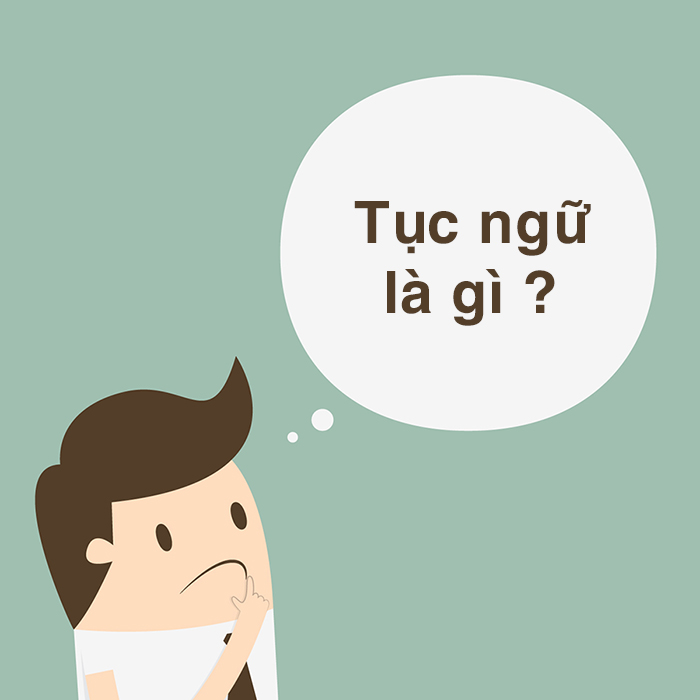 Tục ngữ
là gì ?